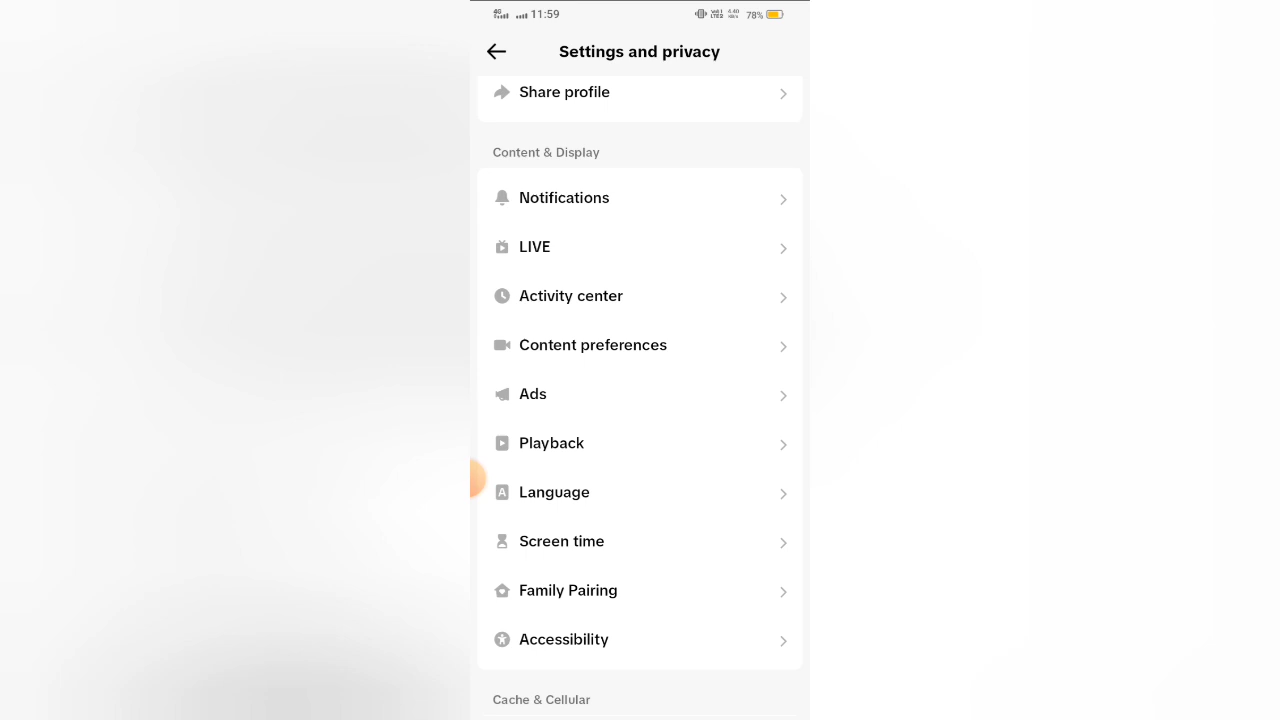 4G 11:59 78%
Settings and privacy
Share profile
Content & Display
Notifications
LIVE
Activity center
Content preferences
Ads
Playback
A Language
Screen time
Family Pairing
Accessibility
Cache & Cellular